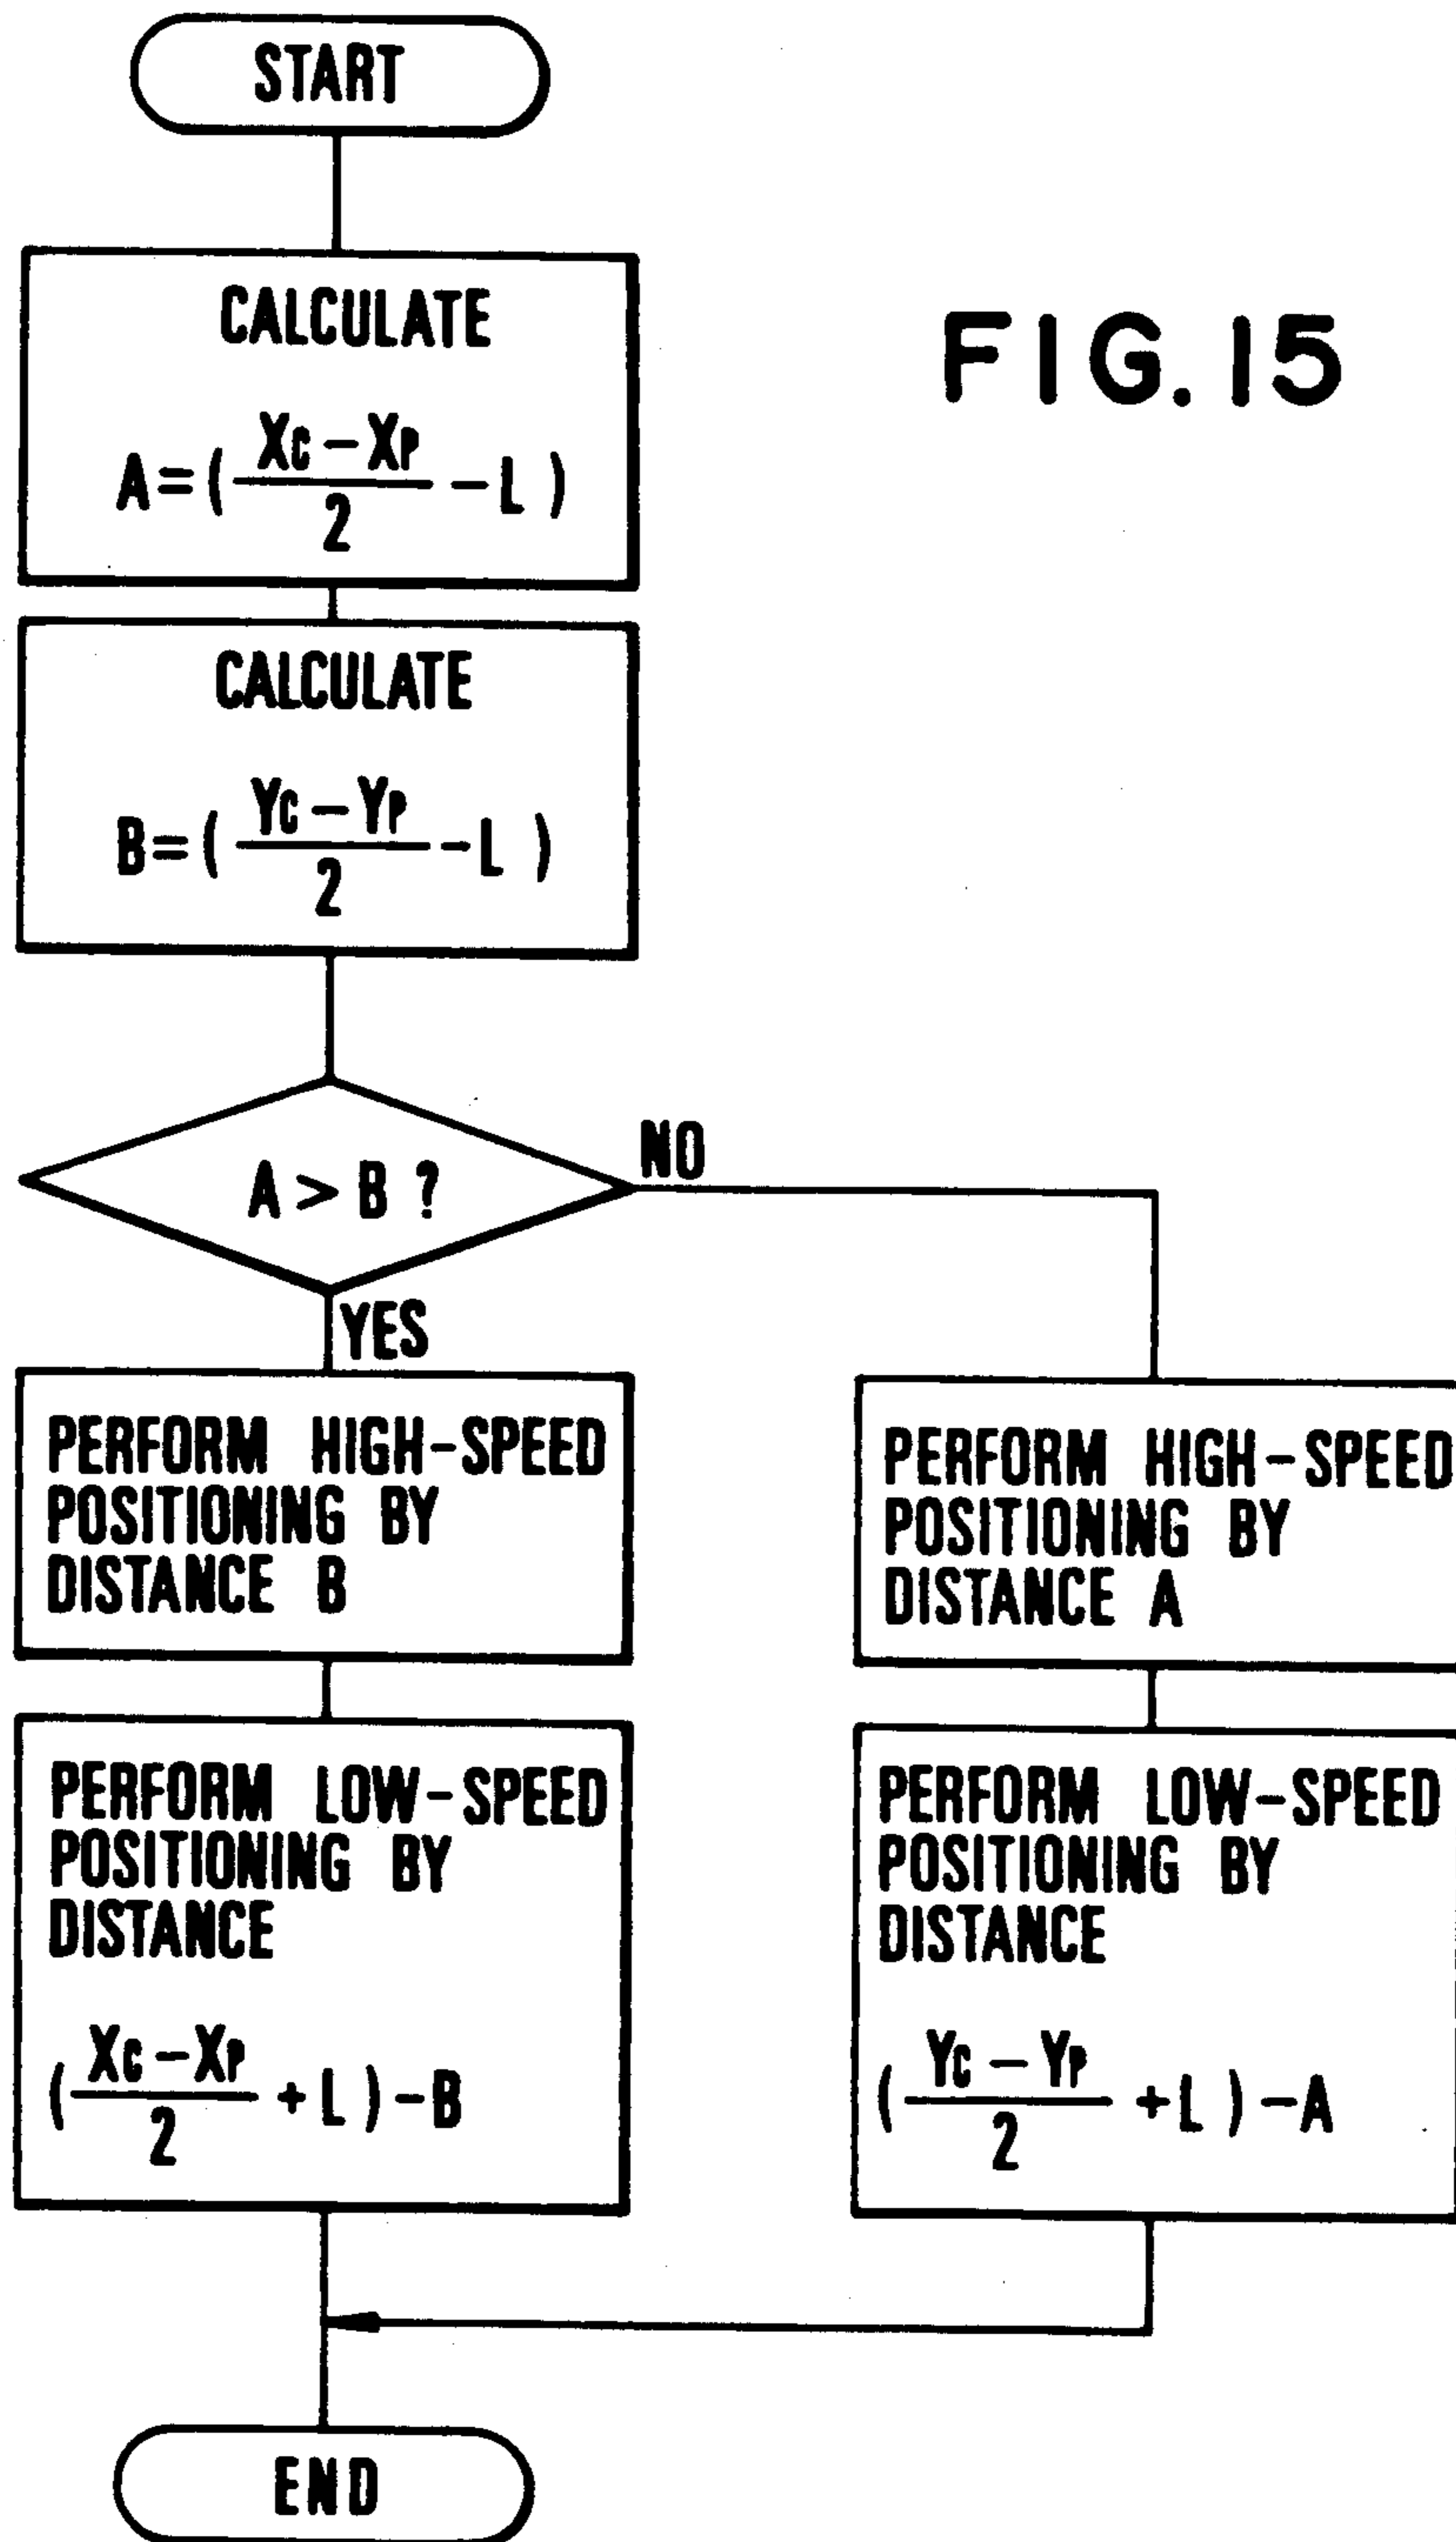 START
CALCULATE
A=(XC-XP/2-L)
FIG.15
CALCULATE
B=(YC-YP/2-L)
A>B?
NO
YES
PERFORM HIGH-SPEED
POSITIONING BY
DISTANCE B
PERFORM HIGH-SPEED
POSITIONING BY
DISTANCE A
PERFORM LOW-SPEED
POSITIONING BY
DISTANCE
(XC-XP/2+L)-B
PERFORM LOW-SPEED
POSITIONING BY
DISTANCE
(YC-YP/2+L)-A
END